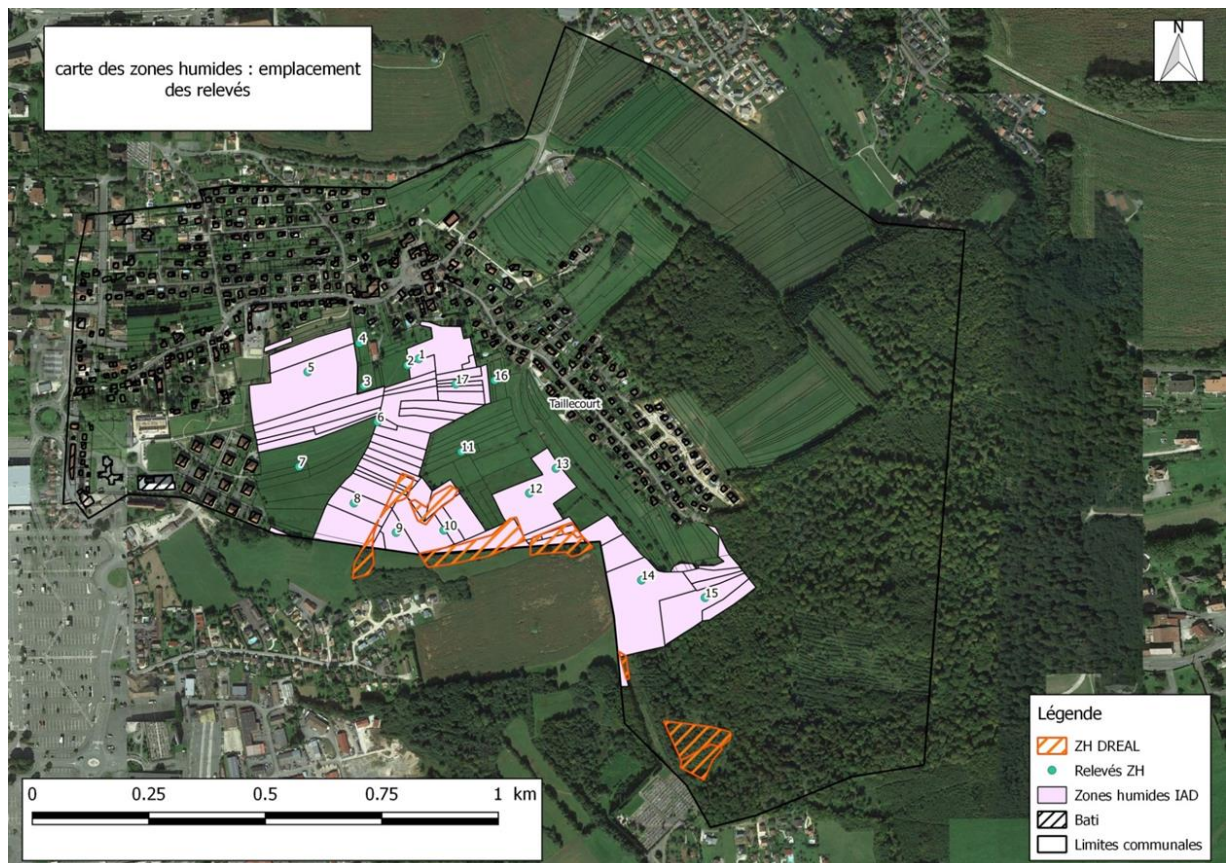 carte des zones humides : emplacement
des relevés
N
4
1
2
5
17
16
3
Taillecourt
6
11
7
13
12
8
10
9
14
15
Légende
ZH DREAL
Relevés ZH
Zones humides IAD
Bati
Limites communales
0 0.25 0.5 0.75 1 km